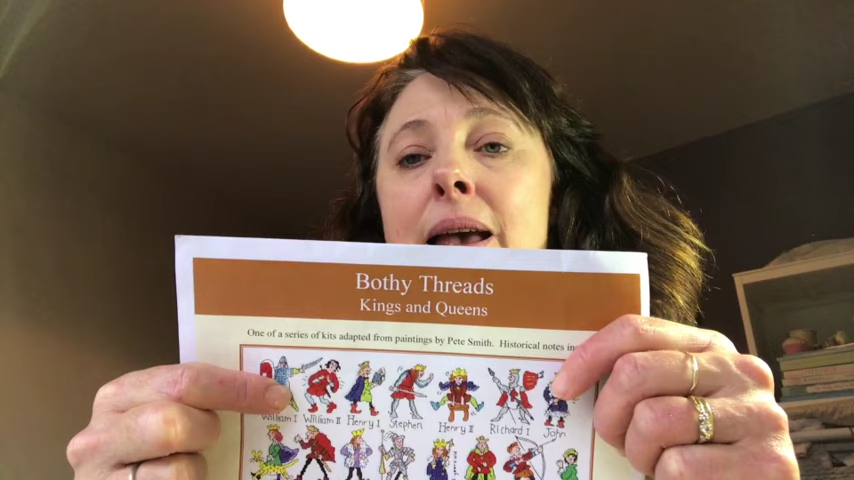 Bothy Threads
Kings and Queens
One of a series of kits adapted from paintings by Pete Smith. Historical notes in
William I William II Henry I Stephen Henry II Richard I John